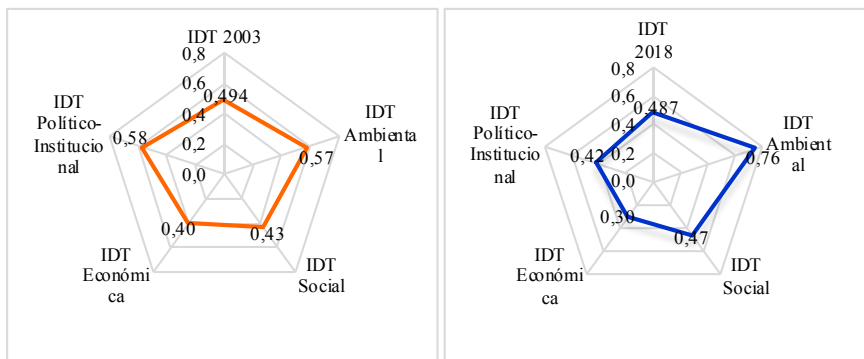 IDT 2003
0,8
0,6
0,4
0,2
0,0
0,494
IDT
Ambiental
l
0,57
IDT
Social
0,43
IDT
Económi
ca
0,40
IDT
Político-
Institucio
nal
0,58
IDT
2018
0,8
0,6
0,4
0,2
0,0
0,487
IDT
Ambient
al
0,76
IDT
Social
0,47
IDT
Económi
ca
0,30
IDT
Político-
Institucio
nal
0,42